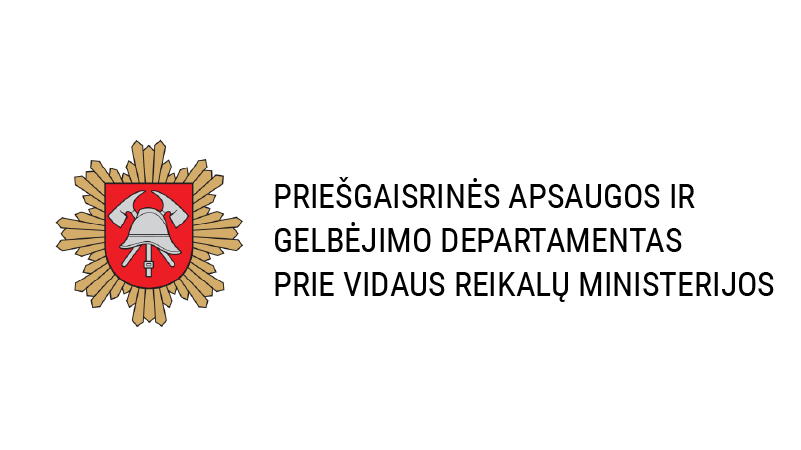 PRIEŠGAISRINĖS APSAUGOS IR
GELBĖJIMO DEPARTAMENTAS
PRIE VIDAUS REIKALŲ MINISTERIJOS